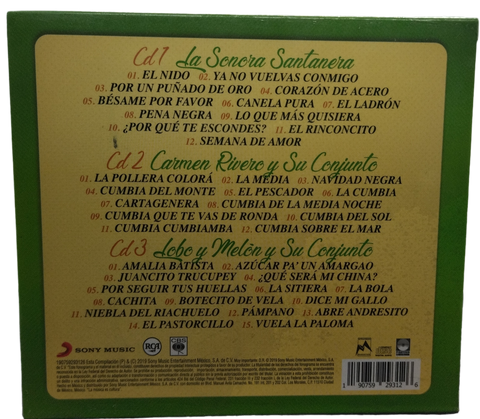 Cd 1 La Sonora Santanera
01. EL NIDO 02. YA NO VUELVAS CONMIGO
03. POR UN PUÑADO DE ORO 04. CORAZÓN DE ACERO
05. BÉSAME POR FAVOR 06. CANELA PURA 07. EL LADRÓN
08. PENA NEGRA 09. LO QUE MÁS QUISIERA
10. ¿POR QUÉ TE ESCONDES? 11. EL RINCONCITO
12. SEMANA DE AMOR
Cd 2 Carmen Rivero y Su Conjunto
01. LA POLLERA COLORÁ 02. LA MEDIA 03. NAVIDAD NEGRA
04. CUMBIA DEL MONTE 05. EL PESCADOR 06. LA CUMBIA
07. CARTAGENERA 08. CUMBIA DE LA MEDIA NOCHE
09. CUMBIA QUE TE VAS DE RONDA 10. CUMBIA DEL SOL
11. CUMBIA CUMBIAMBA 12. CUMBIA SOBRE EL MAR
Cd 3 Lobo y Melón y Su Conjunto
01. AMALIA BATISTA 02. AZÚCAR PA' UN AMARGAO
03. JUANCITO TRUCUPEY 04. ¿QUÉ SERÁ MI CHINA?
05. POR SEGUIR TUS HUELLAS 06. LA SITIERA 07. LA BOLA
08. CACHITA 09. BOTECITO DE VELA 10. DICE MI GALLO
11. NIEBLA DEL RIACHUELO 12. PÁMPANO 13. ABRE ANDRESITO
14. EL PASTORCILLO 15. VUELA LA PALOMA
SONY MUSIC RCA
1 90759 29312 6